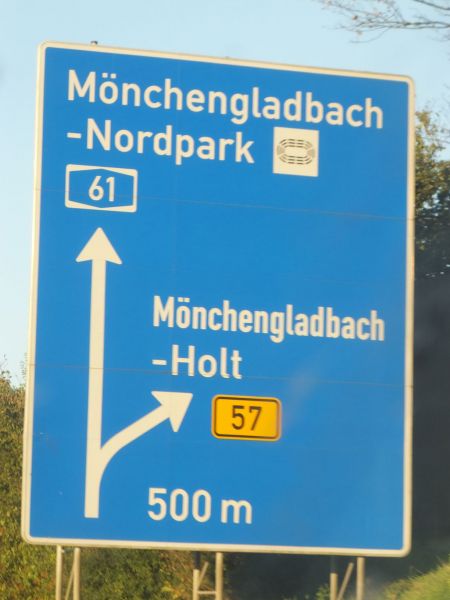 Mönchengladbach
-Nordpark
61
Mönchengladbach
-Holt
57
500 m